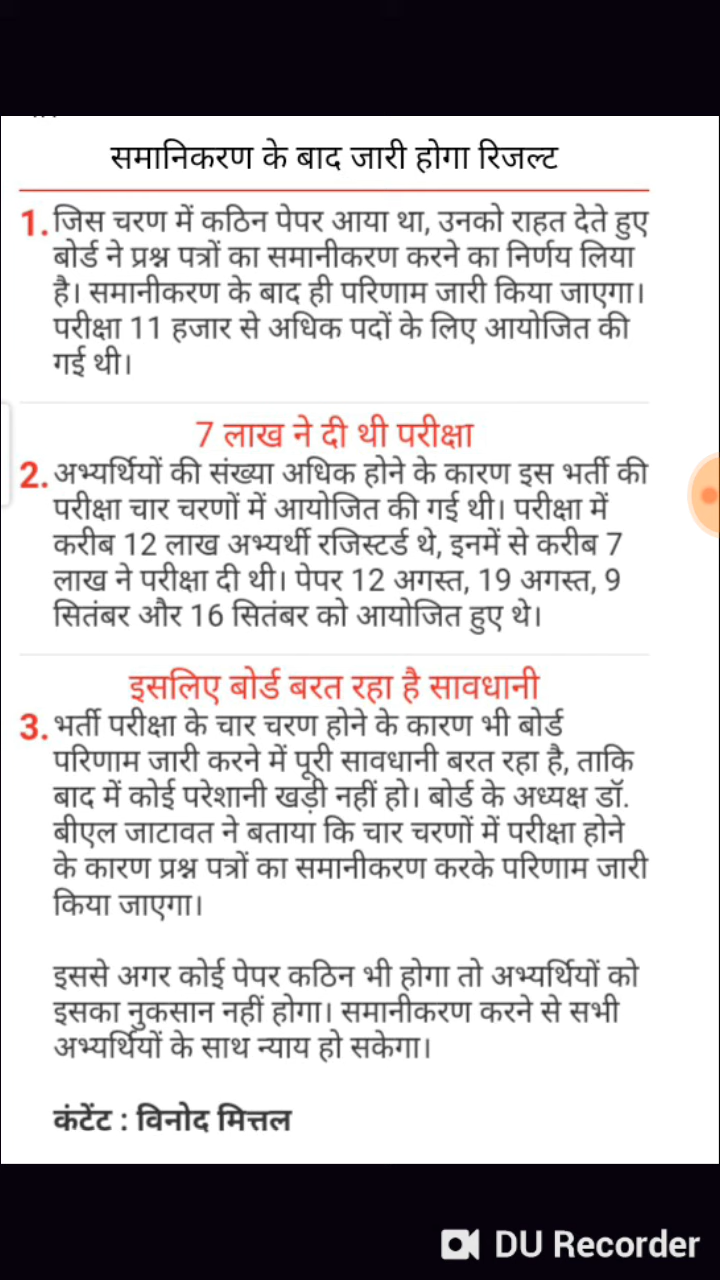 समानिकरण के बाद जारी होगा रिजल्ट
1. जिस चरण में कठिन पेपर आया था, उनको राहत देते हुए
बोर्ड ने प्रश्न पत्रों का समानीकरण करने का निर्णय लिया
है। समानीकरण के बाद ही परिणाम जारी किया जाएगा।
परीक्षा 11 हजार से अधिक पदों के लिए आयोजित की
गई थी।
7 लाख ने दी थी परीक्षा
2. अभ्यर्थियों की संख्या अधिक होने के कारण इस भर्ती की
परीक्षा चार चरणों में आयोजित की गई थी। परीक्षा में
करीब 12 लाख अभ्यर्थी रजिस्टर्ड थे, इनमें से करीब 7
लाख ने परीक्षा दी थी। पेपर 12 अगस्त, 19 अगस्त, 9
सितंबर और 16 सितंबर को आयोजित हुए थे।
इसलिए बोर्ड बरत रहा है सावधानी
3. भर्ती परीक्षा के चार चरण होने के कारण भी बोर्ड
परिणाम जारी करने में पूरी सावधानी बरत रहा है, ताकि
बाद में कोई परेशानी खड़ी नहीं हो। बोर्ड के अध्यक्ष डॉ.
बीएल जाटावत ने बताया कि चार चरणों में परीक्षा होने
के कारण प्रश्न पत्रों का समानीकरण करके परिणाम जारी
किया जाएगा।
इससे अगर कोई पेपर कठिन भी होगा तो अभ्यर्थियों को
इसका नुकसान नहीं होगा। समानीकरण करने से सभी
अभ्यर्थियों के साथ न्याय हो सकेगा।
कंटेंट : विनोद मित्तल
DU Recorder